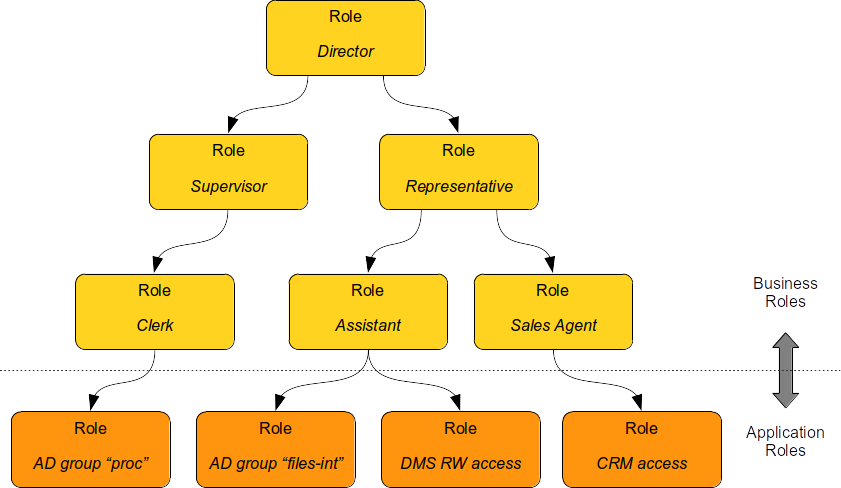 Role
Director
Role
Supervisor
Role
Representative
Role
Clerk
Role
Assistant
Role
Sales Agent
Business
Roles
Application
Roles
Role
AD group “proc”
Role
AD group “files-int”
Role
DMS RW access
Role
CRM access